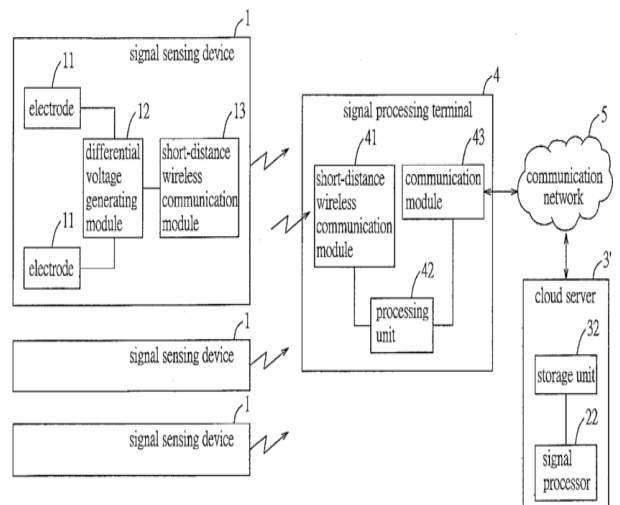 1
signal sensing device
11
electrode
12
differential
voltage
generating
module
13
short-distance
wireless
communication
module
11
electrode
1
signal sensing device
1
signal sensing device
4
signal processing terminal
41
short-distance
wireless
communication
module
43
communication
module
42
processing
unit
5
communication
network
3'
cloud server
32
storage unit
22
signal
processor